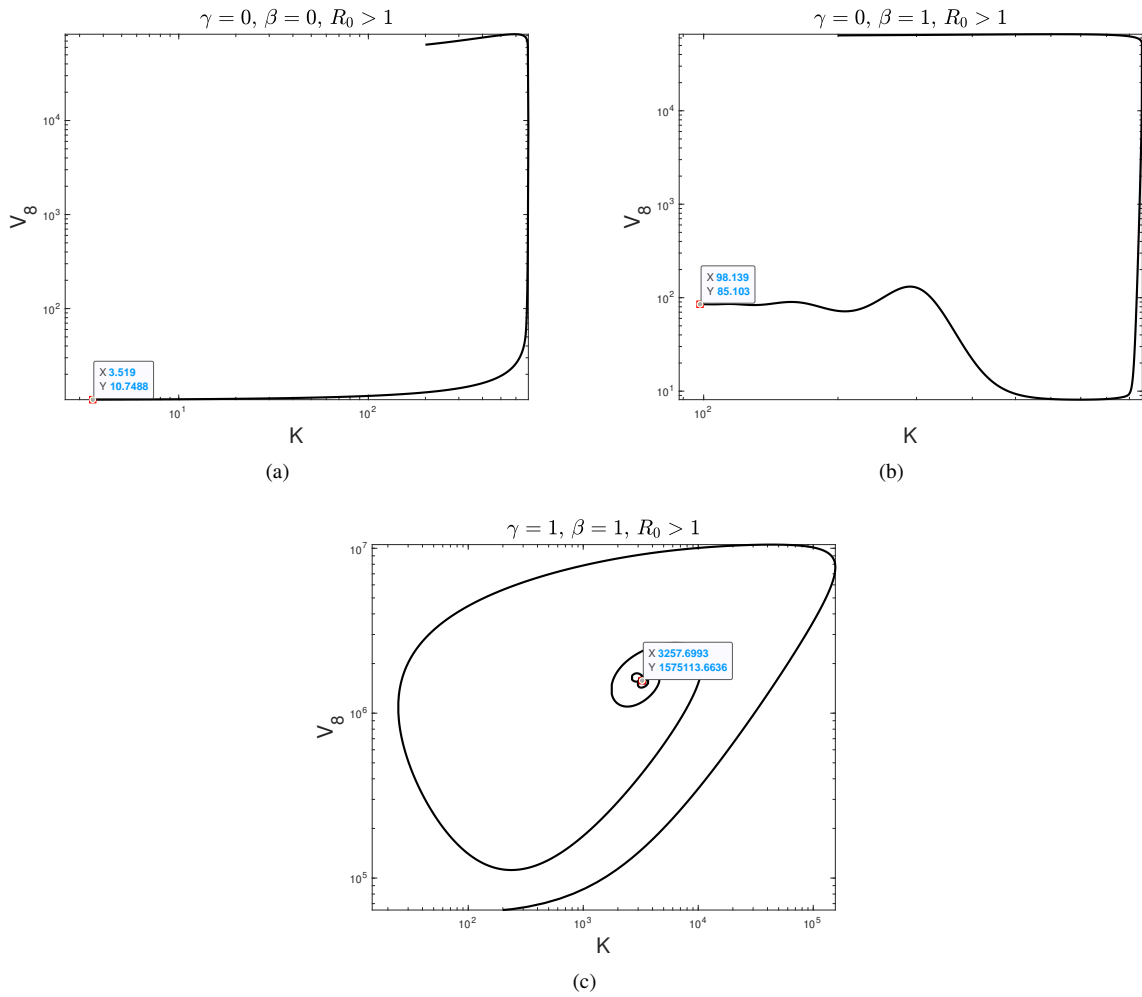 γ = 0, β = 0, R₀ > 1
10⁴
10³
10²
V₈
X 3.519
Y 10.7488
10¹
10²
K
(a)
γ = 0, β = 1, R₀ > 1
10⁴
10³
10²
10¹
V₈
X 98.139
Y 85.103
10²
K
(b)
γ = 1, β = 1, R₀ > 1
10⁷
10⁶
10⁵
V₈
X 3257.6993
Y 1575113.6636
10²
10³
10⁴
10⁵
K
(c)